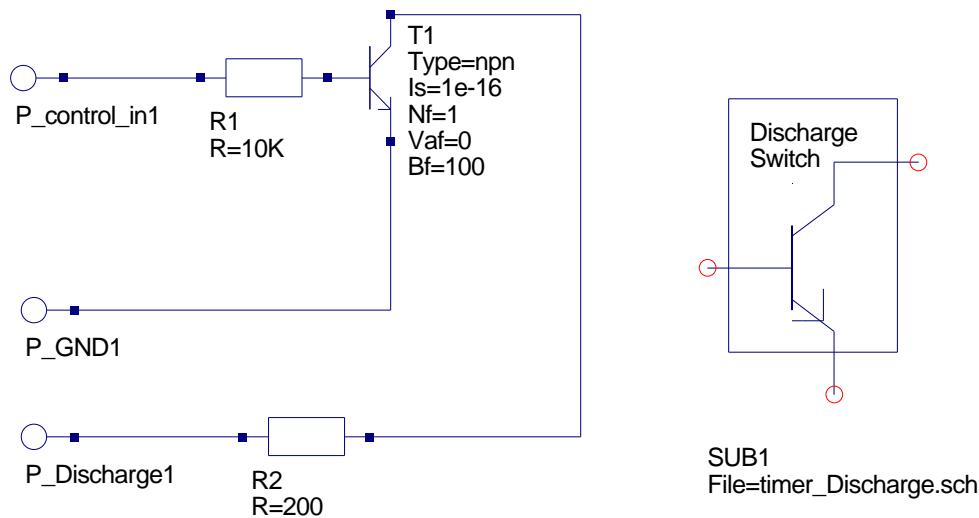 P_control_in1
R1
R=10K
T1
Type=npn
Is=1e-16
Nf=1
Vaf=0
Bf=100
P_GND1
P_Discharge1
R2
R=200
Discharge
Switch
SUB1
File=timer_Discharge.sch